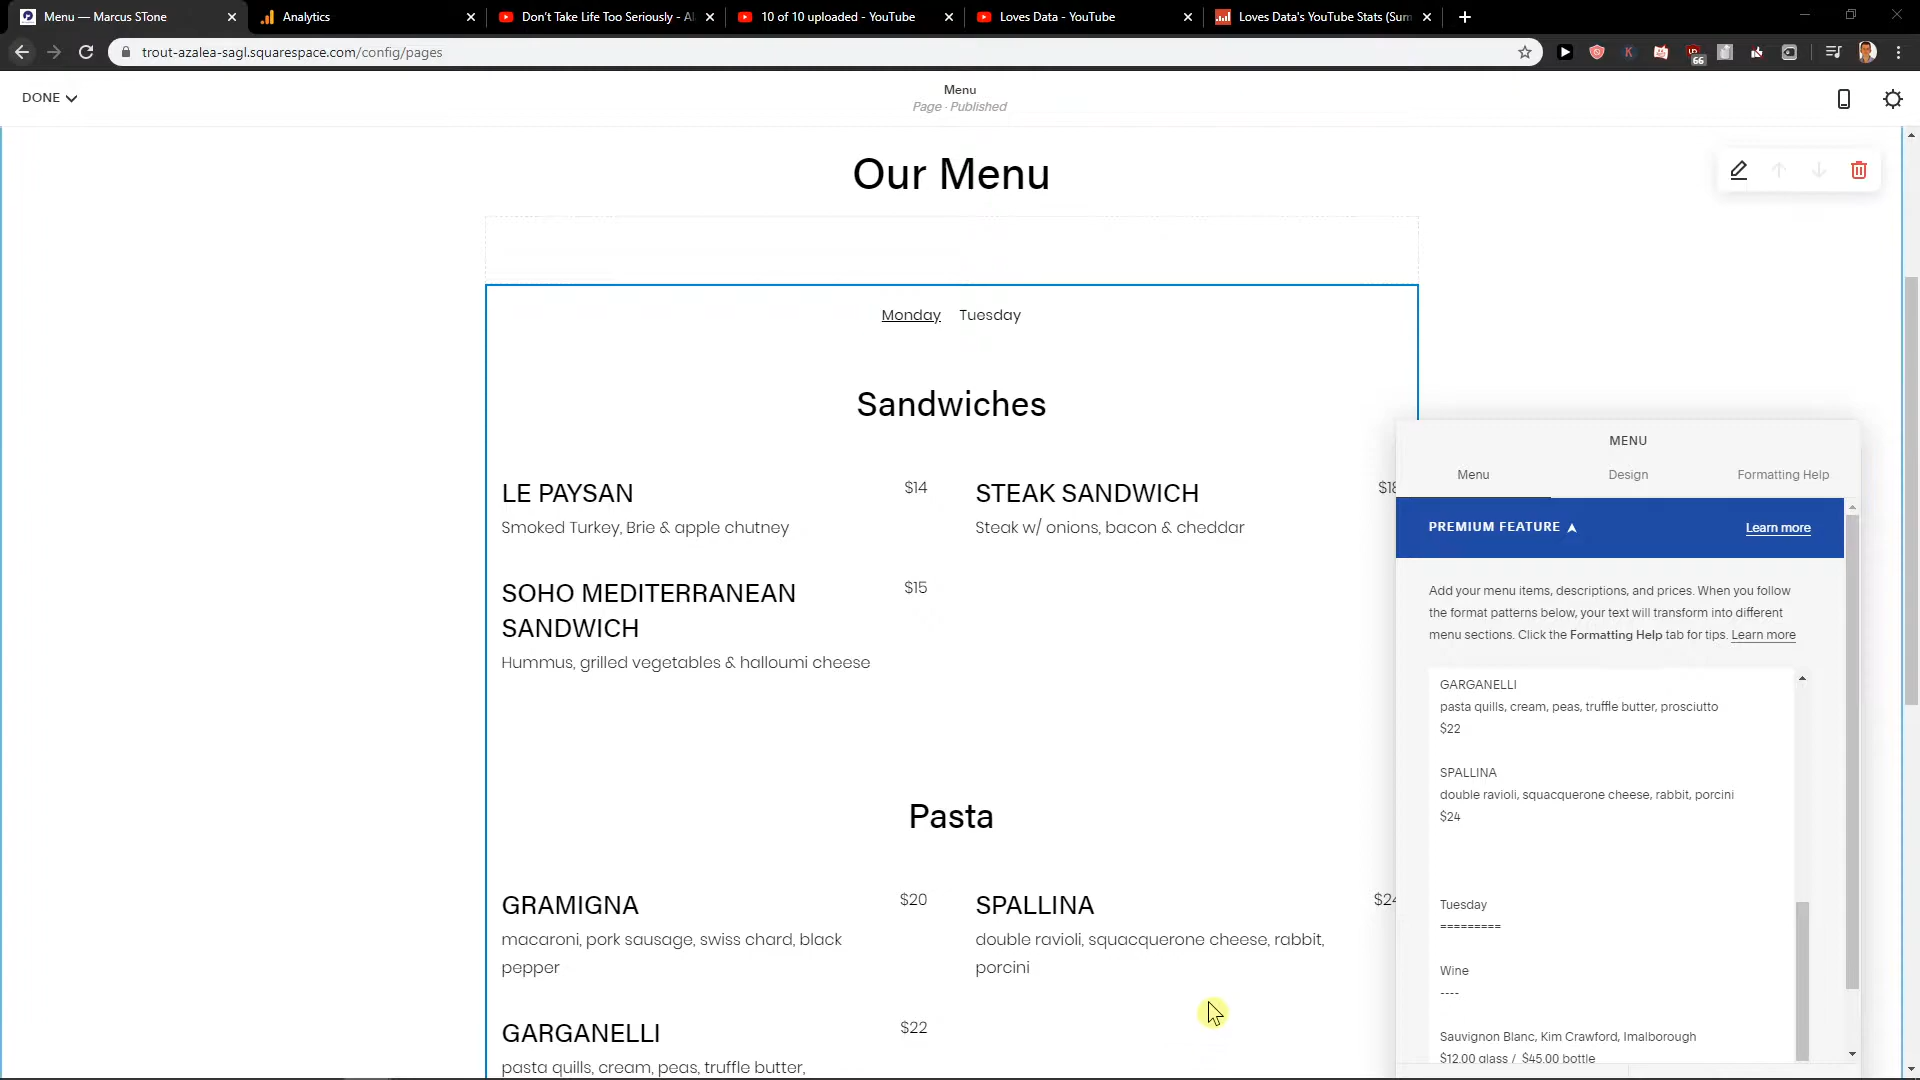 Menu — Marcus STone
Analytics
Don't Take Life Too Seriously - Al
10 of 10 uploaded - YouTube
Loves Data - YouTube
Loves Data's YouTube Stats (Sum
trout-azalea-sagl.squarespace.com/config/pages
66
DONE
Menu
Page · Published
Our Menu
Monday Tuesday
Sandwiches
LE PAYSAN $14
Smoked Turkey, Brie & apple chutney
STEAK SANDWICH $18
Steak w/ onions, bacon & cheddar
SOHO MEDITERRANEAN $15
SANDWICH
Hummus, grilled vegetables & halloumi cheese
Pasta
GRAMIGNA $20
macaroni, pork sausage, swiss chard, black
pepper
SPALLINA $24
double ravioli, squacquerone cheese, rabbit,
porcini
GARGANELLI $22
pasta quills, cream, peas, truffle butter,
MENU
Menu Design Formatting Help
PREMIUM FEATURE Learn more
Add your menu items, descriptions, and prices. When you follow
the format patterns below, your text will transform into different
menu sections. Click the Formatting Help tab for tips. Learn more
GARGANELLI
pasta quills, cream, peas, truffle butter, prosciutto
$22
SPALLINA
double ravioli, squacquerone cheese, rabbit, porcini
$24
Tuesday
=========
Wine
----
Sauvignon Blanc, Kim Crawford, Imalborough
$12.00 glass / $45.00 bottle